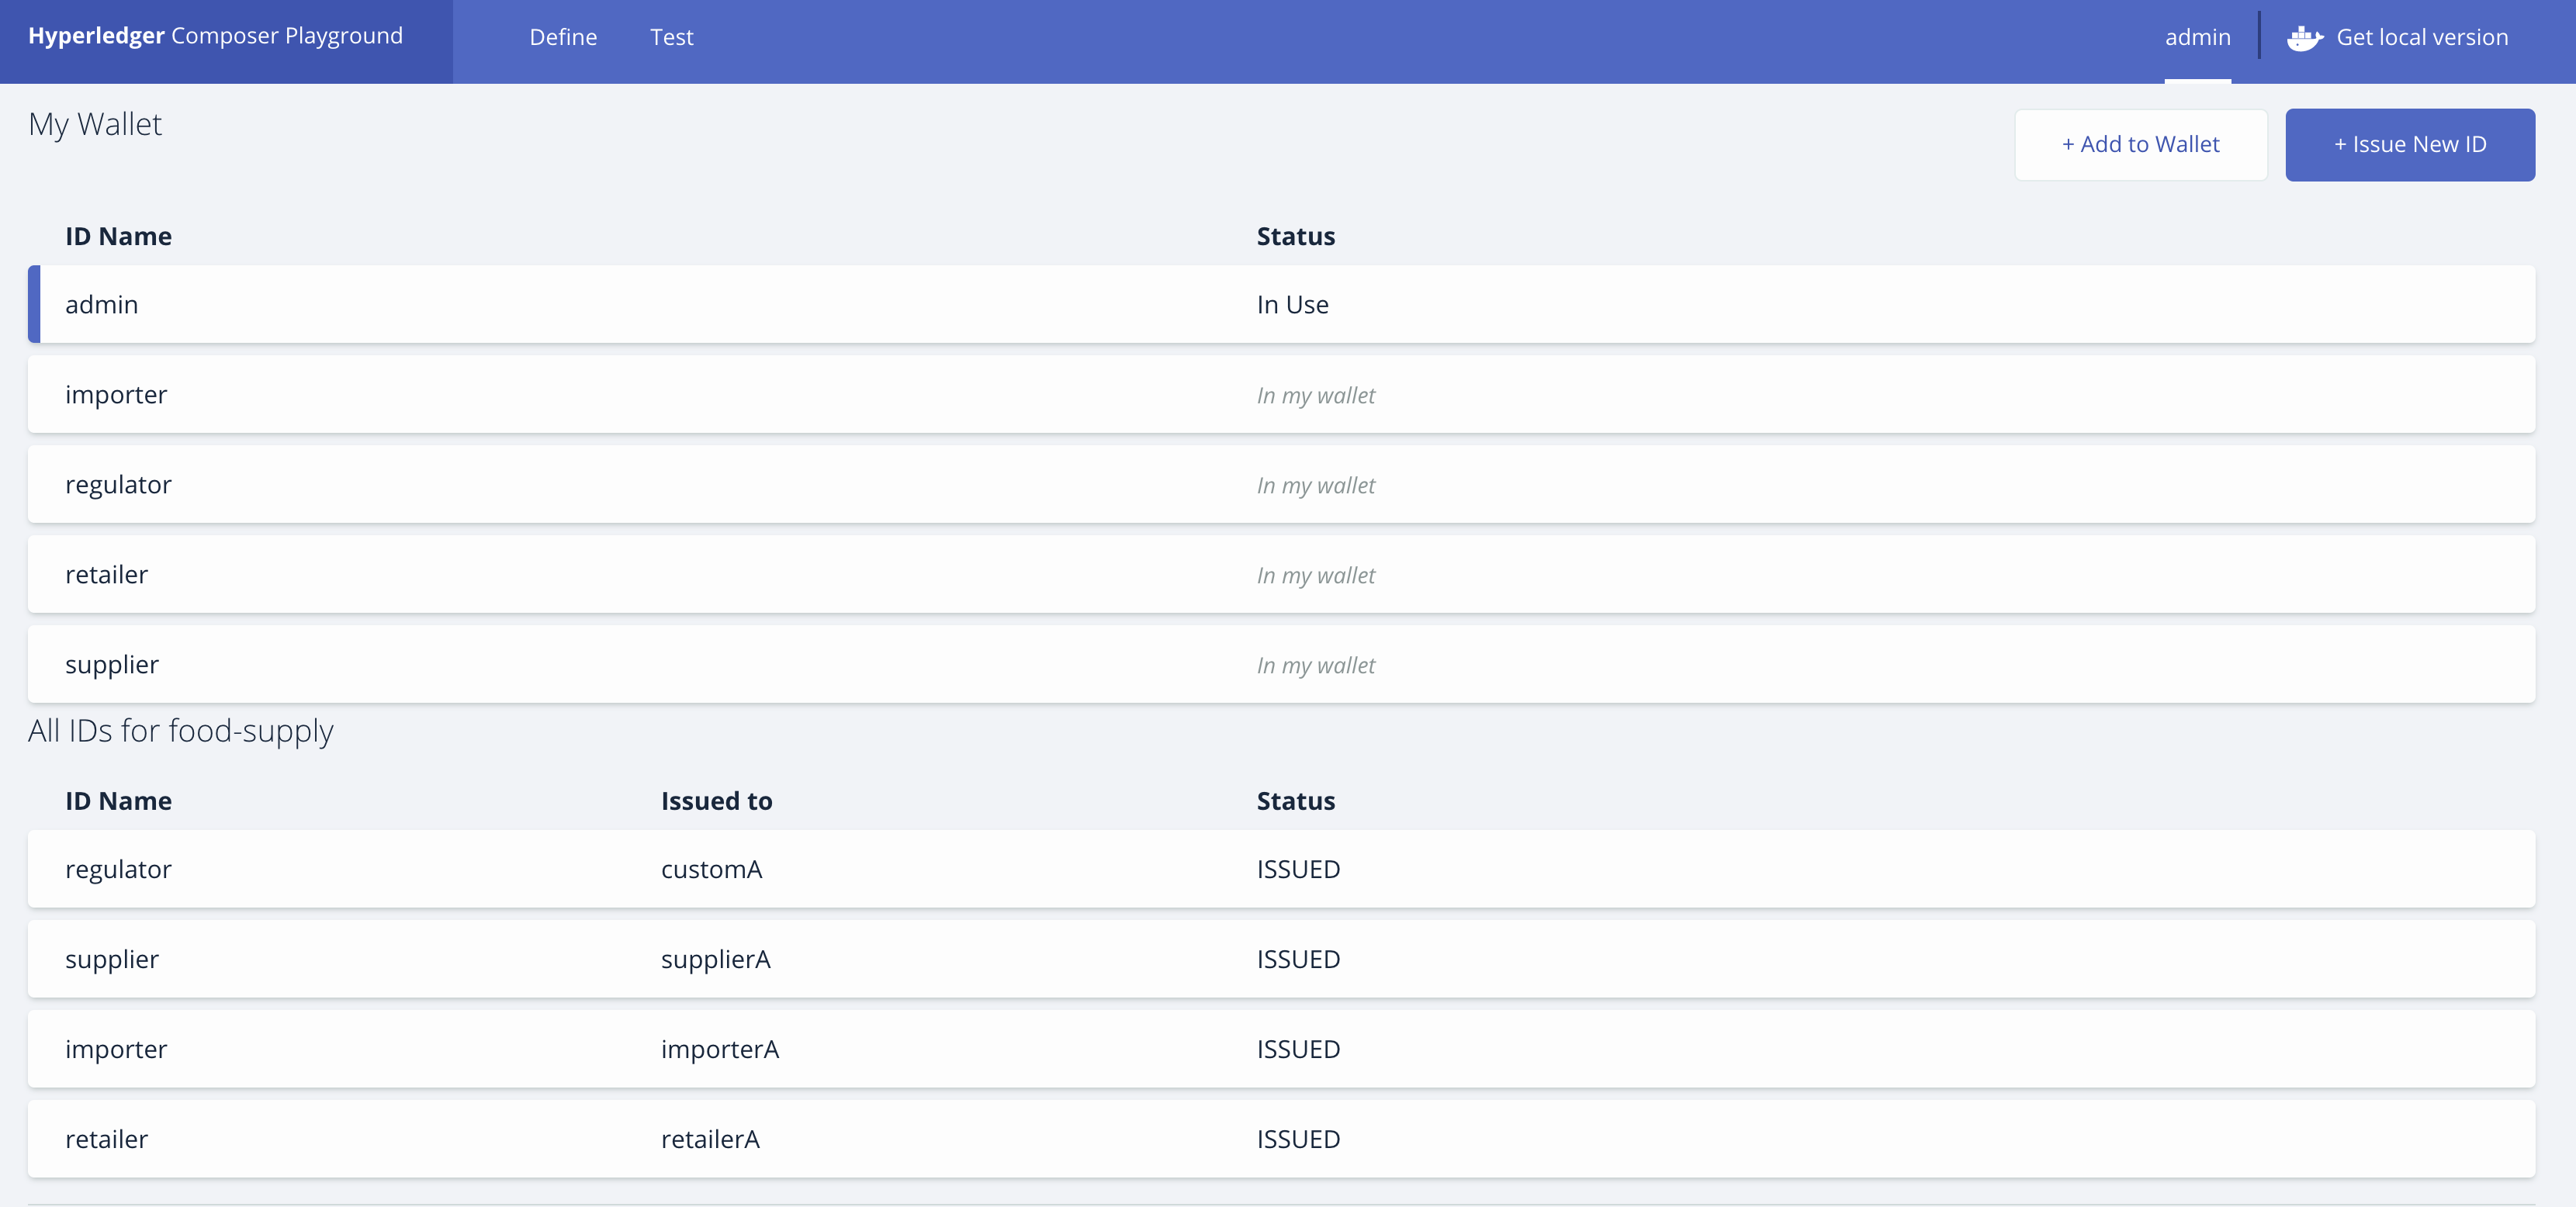 Hyperledger Composer Playground Define Test admin Get local version
My Wallet
+ Add to Wallet + Issue New ID
ID Name Status
admin In Use
importer In my wallet
regulator In my wallet
retailer In my wallet
supplier In my wallet
All IDs for food-supply
ID Name Issued to Status
regulator customA ISSUED
supplier supplierA ISSUED
importer importerA ISSUED
retailer retailerA ISSUED